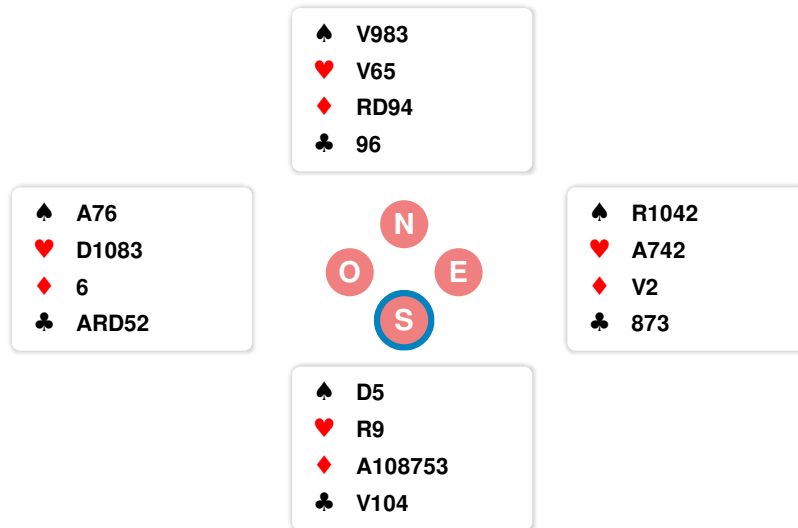 ♠ V983
♥ V65
♦ RD94
♣ 96
♠ A76
♥ D1083
♦ 6
♣ ARD52
N
O E
S
♠ R1042
♥ A742
♦ V2
♣ 873
♠ D5
♥ R9
♦ A108753
♣ V104